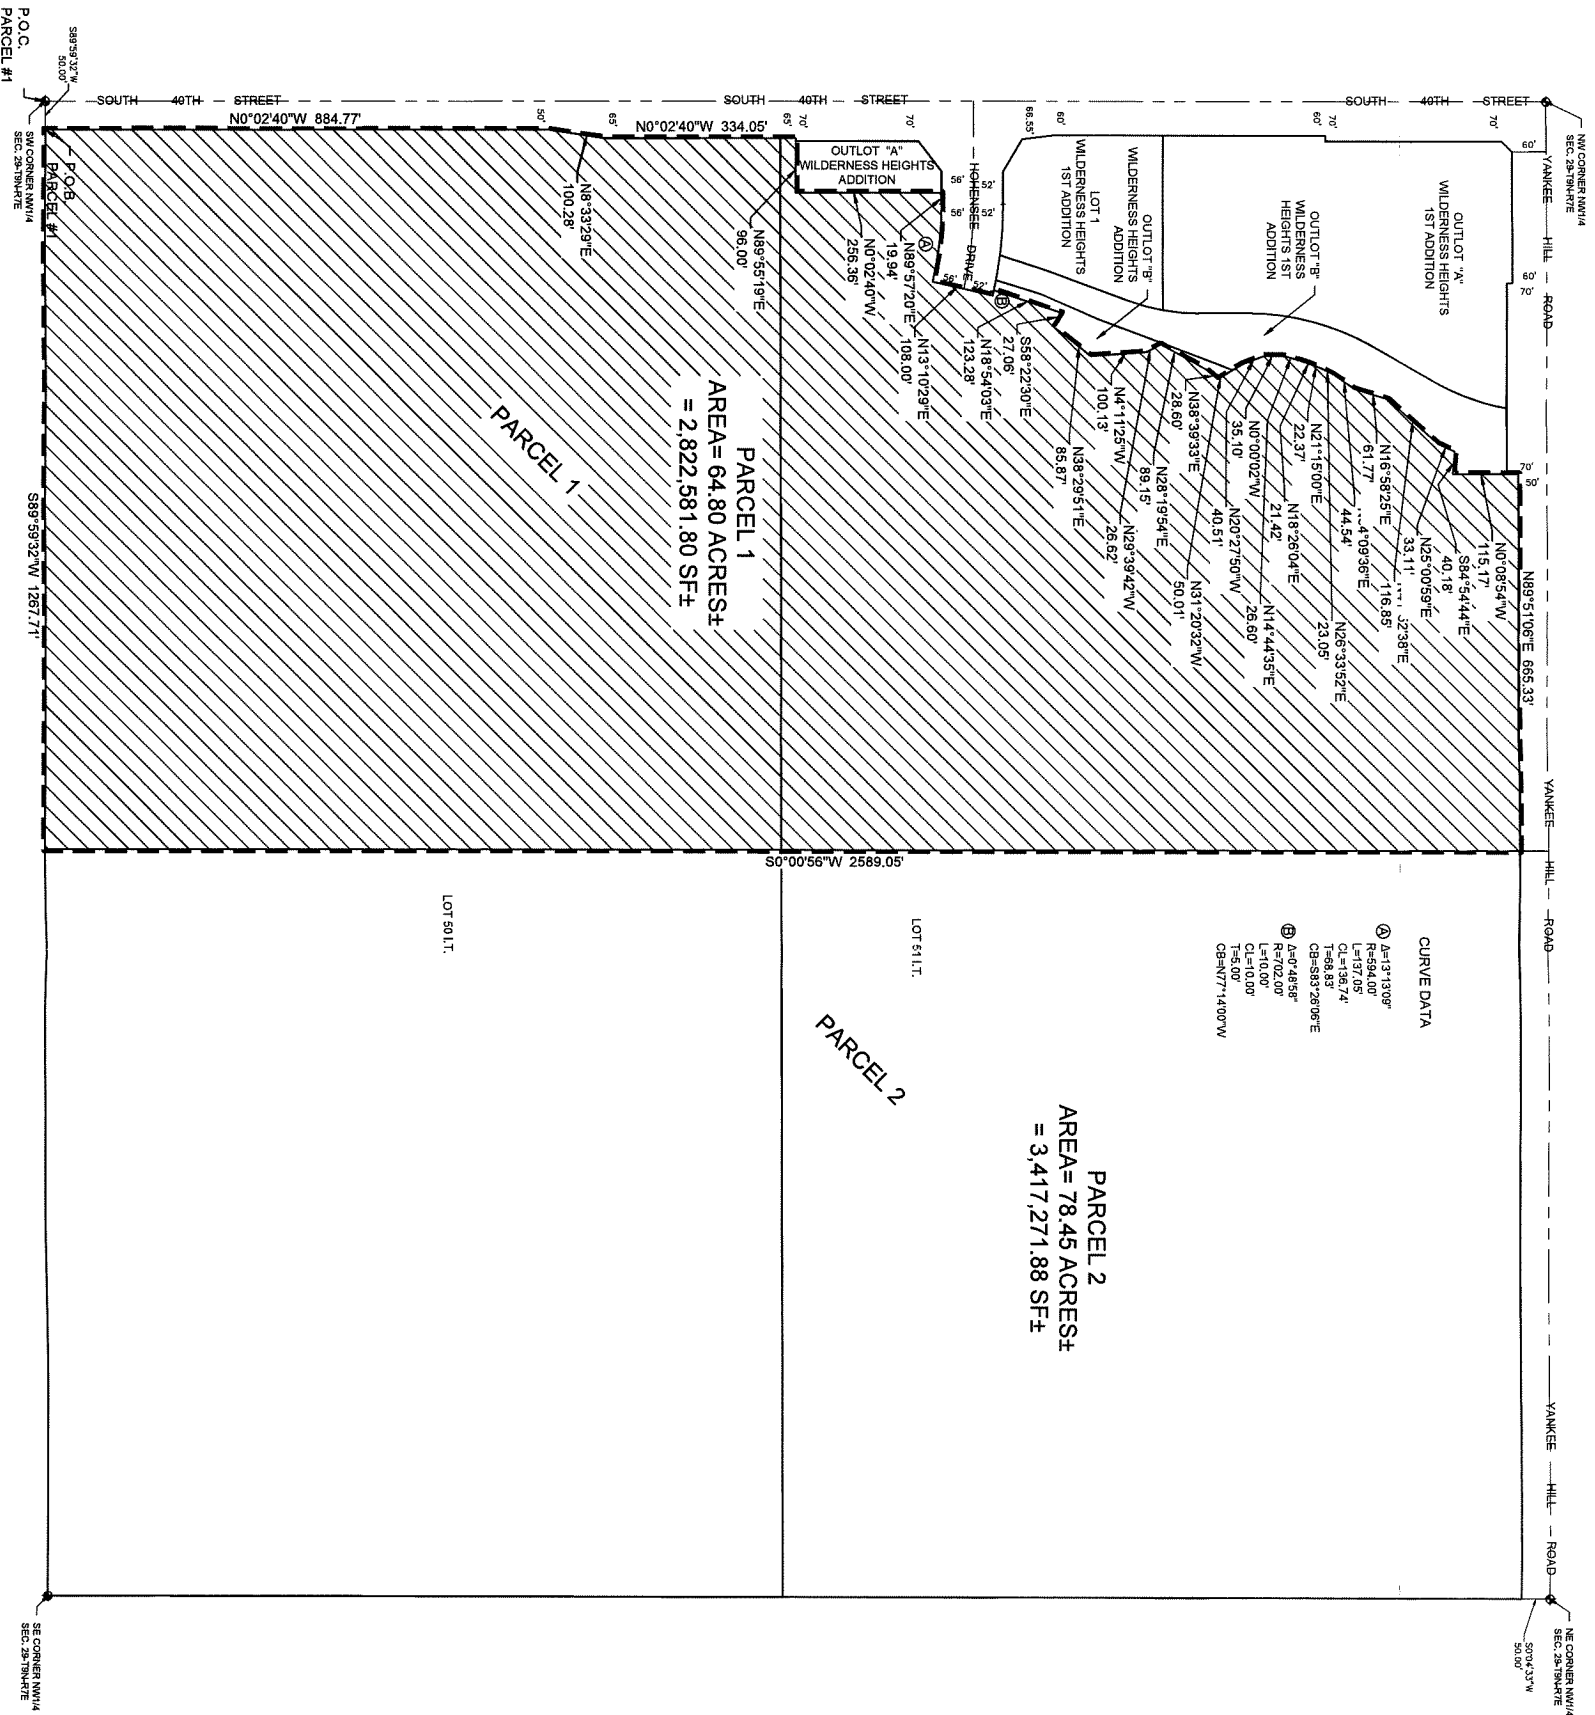 NW CORNER NW1/4
SEC. 29-T9N-R7E
YANKEE HILL ROAD
YANKEE HILL ROAD
YANKEE HILL ROAD
NE CORNER NW1/4
SEC. 29-T9N-R7E
S0°04'33"W
50.00'
SOUTH 40TH STREET
SOUTH 40TH STREET
SOUTH 40TH STREET
60'
70'
60'
70'
70'
50'
60'
70'
60'
66.55'
OUTLOT "A"
WILDERNESS HEIGHTS
1ST ADDITION
OUTLOT "B"
WILDERNESS
HEIGHTS 1ST
ADDITION
OUTLOT "B"
WILDERNESS HEIGHTS
ADDITION
LOT 1
WILDERNESS HEIGHTS
1ST ADDITION
HOHENSEE DRIVE
52'
52'
52'
56'
56'
56'
70'
70'
65'
65'
50'
OUTLOT "A"
WILDERNESS HEIGHTS
ADDITION
N89°51'06"E 665.33'
N0°08'54"W
115.17'
S84°54'44"E
40.18'
N25°00'59"E
33.11'
32'38"E
116.85'
N16°58'25"E
61.77'
4°09'36"E
44.54'
N26°33'52"E
23.05'
N21°15'00"E
22.37'
N18°26'04"E
21.42'
N14°44'35"E
26.60'
N0°00'02"W
35.10'
N20°27'50"W
40.51'
N31°20'32"W
50.01'
N38°39'33"E
28.60'
N28°19'54"E
89.15'
N29°39'42"W
26.62'
N4°11'25"W
100.13'
N38°29'51"E
85.87'
S58°22'30"E
27.06'
N18°54'03"E
123.28'
N13°10'29"E
108.00'
N89°57'20"E
19.94'
N0°02'40"W
256.36'
N89°55'19"E
96.00'
A
B
N0°02'40"W 334.05'
N8°33'29"E
100.28'
N0°02'40"W 884.77'
PARCEL 1
AREA= 64.80 ACRES±
= 2,822,581.80 SF±
PARCEL 1
S0°00'56"W 2589.05'
CURVE DATA
A Δ=13°13'09"
R=594.00'
L=137.05'
CL=136.74'
T=68.83'
CB=S83°26'06"E
B Δ=0°48'58"
R=702.00'
L=10.00'
CL=10.00'
T=5.00'
CB=N77°14'00"W
PARCEL 2
AREA= 78.45 ACRES±
= 3,417,271.88 SF±
PARCEL 2
LOT 51 I.T.
LOT 50 I.T.
P.O.B.
PARCEL #1
S89°59'32"W
50.00'
P.O.C.
PARCEL #1
SW CORNER NW1/4
SEC. 29-T9N-R7E
S89°59'32"W 1267.71'
SE CORNER NW1/4
SEC. 29-T9N-R7E